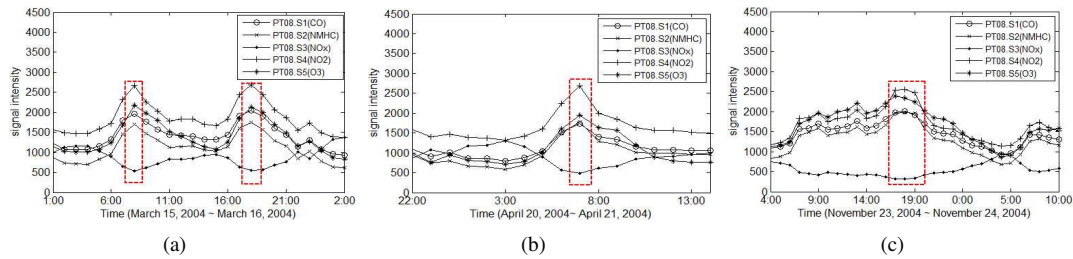 4500
4000
3500
3000
2500
2000
1500
1000
500
0
signal intensity
PT08.S1(CO)
PT08.S2(NMHC)
PT08.S3(NOx)
PT08.S4(NO2)
PT08.S5(O3)
1:00
6:00
11:00
16:00
21:00
2:00
Time (March 15, 2004 ~ March 16, 2004)
(a)
4500
4000
3500
3000
2500
2000
1500
1000
500
0
signal intensity
PT08.S1(CO)
PT08.S2(NMHC)
PT08.S3(NOx)
PT08.S4(NO2)
PT08.S5(O3)
22:00
3:00
8:00
13:00
Time (April 20, 2004~ April 21, 2004)
(b)
4500
4000
3500
3000
2500
2000
1500
1000
500
0
signal intensity
PT08.S1(CO)
PT08.S2(NMHC)
PT08.S3(NOx)
PT08.S4(NO2)
PT08.S5(O3)
4:00
9:00
14:00
19:00
0:00
5:00
10:00
Time (November 23, 2004 ~ November 24, 2004)
(c)